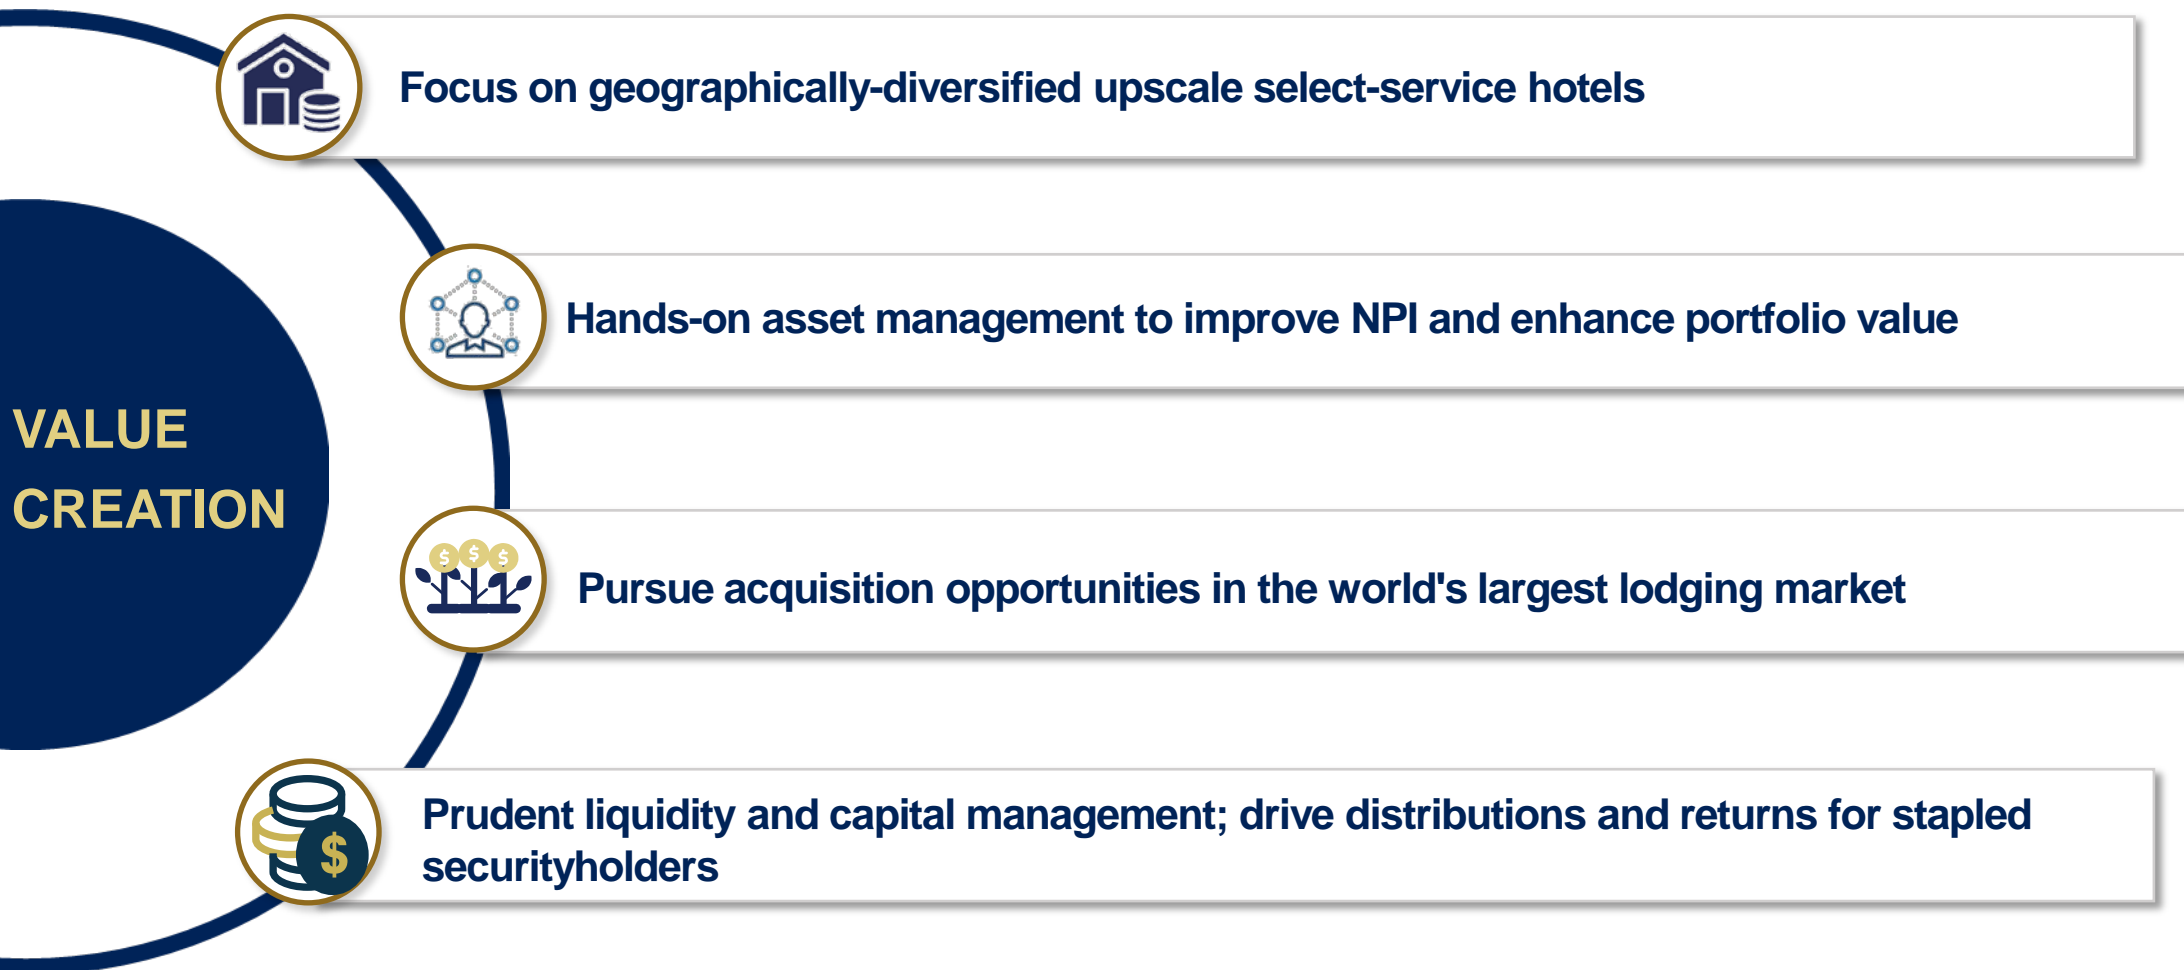 Focus on geographically-diversified upscale select-service hotels
Hands-on asset management to improve NPI and enhance portfolio value
VALUE
CREATION
$ $ $
Pursue acquisition opportunities in the world's largest lodging market
Prudent liquidity and capital management; drive distributions and returns for stapled
securityholders
$